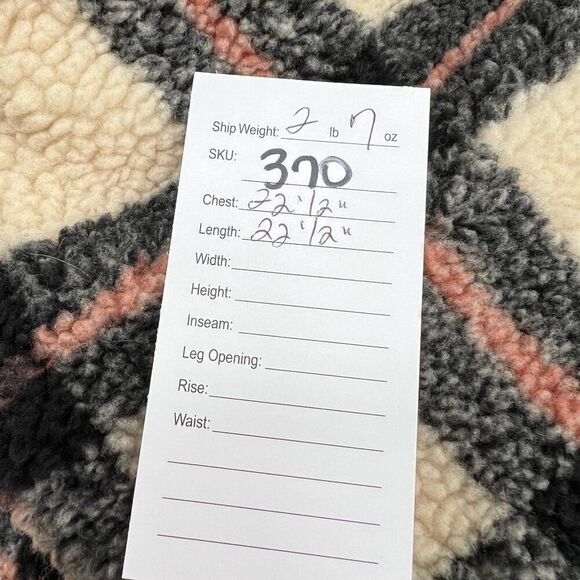 Ship Weight: 2 lb 7 oz
SKU: 370
Chest: 22 1/2"
Length: 22 1/2"
Width:
Height:
Inseam:
Leg Opening:
Rise:
Waist: